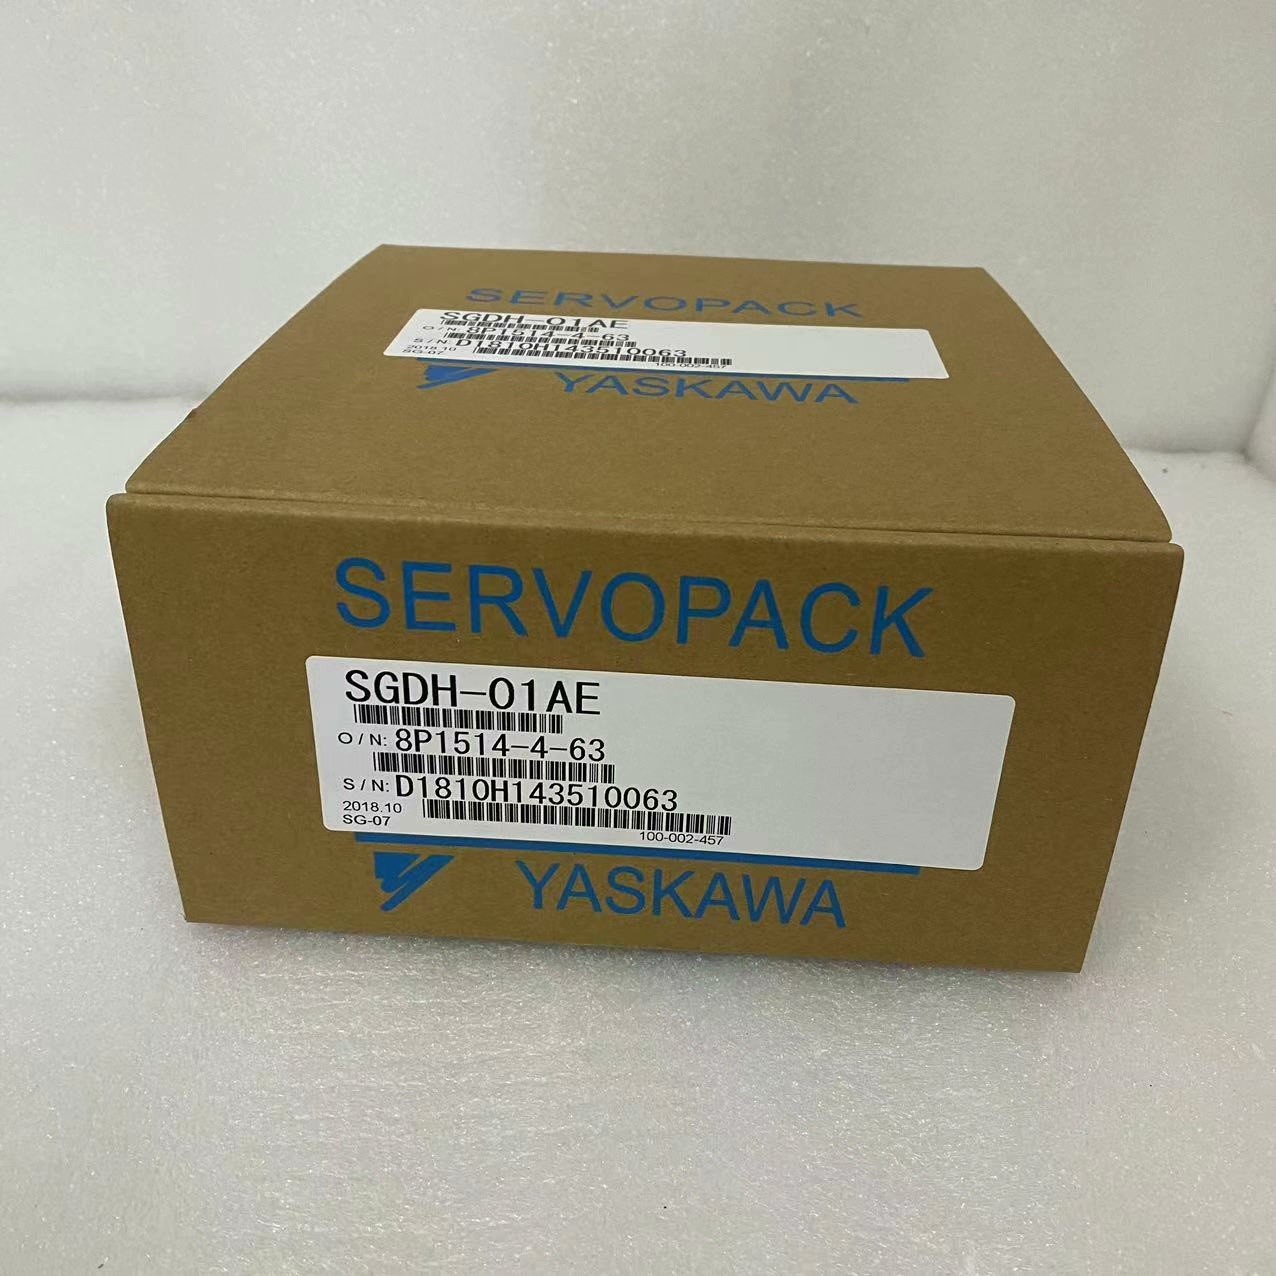 SERVOPACK
SGDH-01AE
O/N: 8P1514-4-63
S/N: D1810H143510063
2018.10
SG-07
100-002-457
YASKAWA
SERVOPACK
SGDH-01AE
O/N: 8P1514-4-63
S/N: D1810H143510063
2018.10
SG-07
100-002-457
YASKAWA